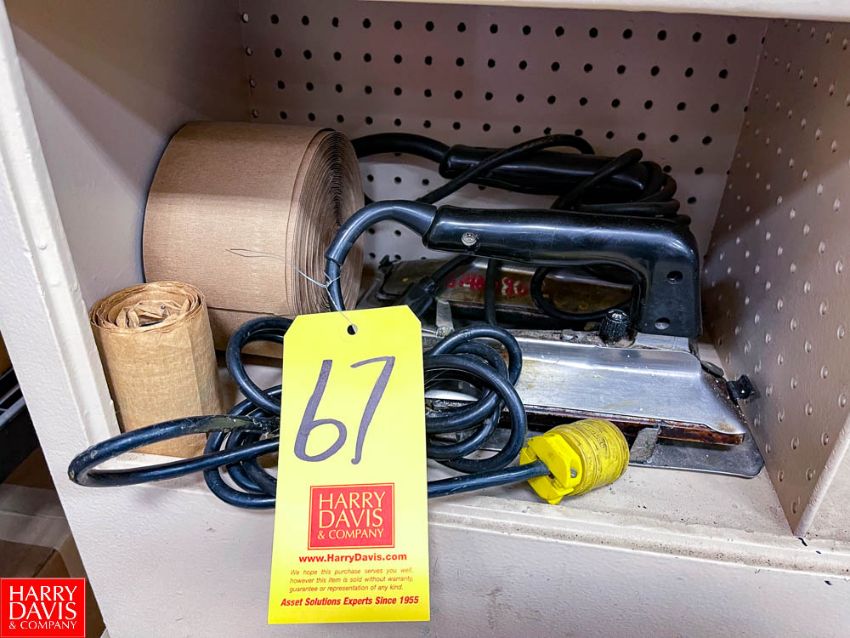 67
HARRY
DAVIS
& COMPANY
www.HarryDavis.com
We hope this purchase serves you well,
however this item is sold without warranty,
guarantee or representation of any kind.
Asset Solutions Experts Since 1955
HARRY
DAVIS
& COMPANY